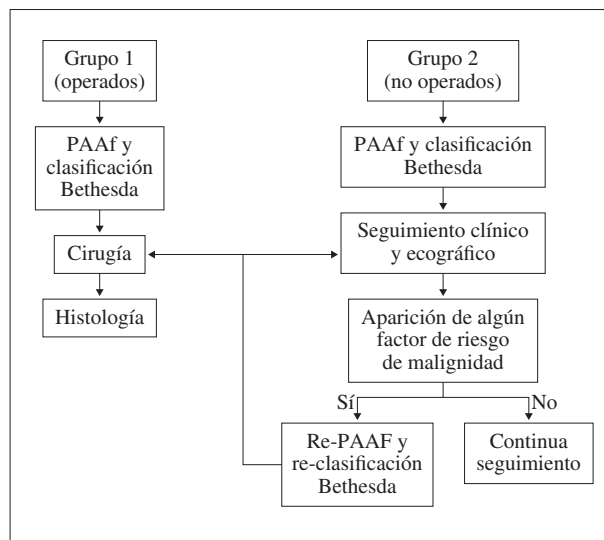 Grupo 1
(operados)
PAAf y
clasificación
Bethesda
Cirugía
Histología
Grupo 2
(no operados)
PAAf y clasificación
Bethesda
Seguimiento clínico
y ecográfico
Aparición de algún
factor de riesgo
de malignidad
Sí
No
Re-PAAF y
re-clasificación
Bethesda
Continua
seguimiento